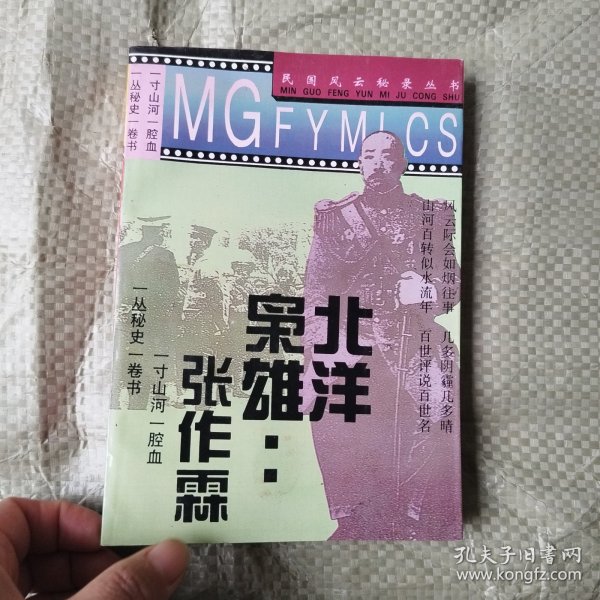 民国风云秘录丛书
MIN GUO FENG YUN MI JU CONG SHU
MGFYMLCS
一寸山河一腔血
一丛秘史一卷书
风云际会如烟往事 几多阴霾几多晴
山河百转似水流年 百世评说百世名
北洋
枭雄：
张作霖
一寸山河一腔血
一丛秘史一卷书
孔夫子旧书网
www.kongfz.com